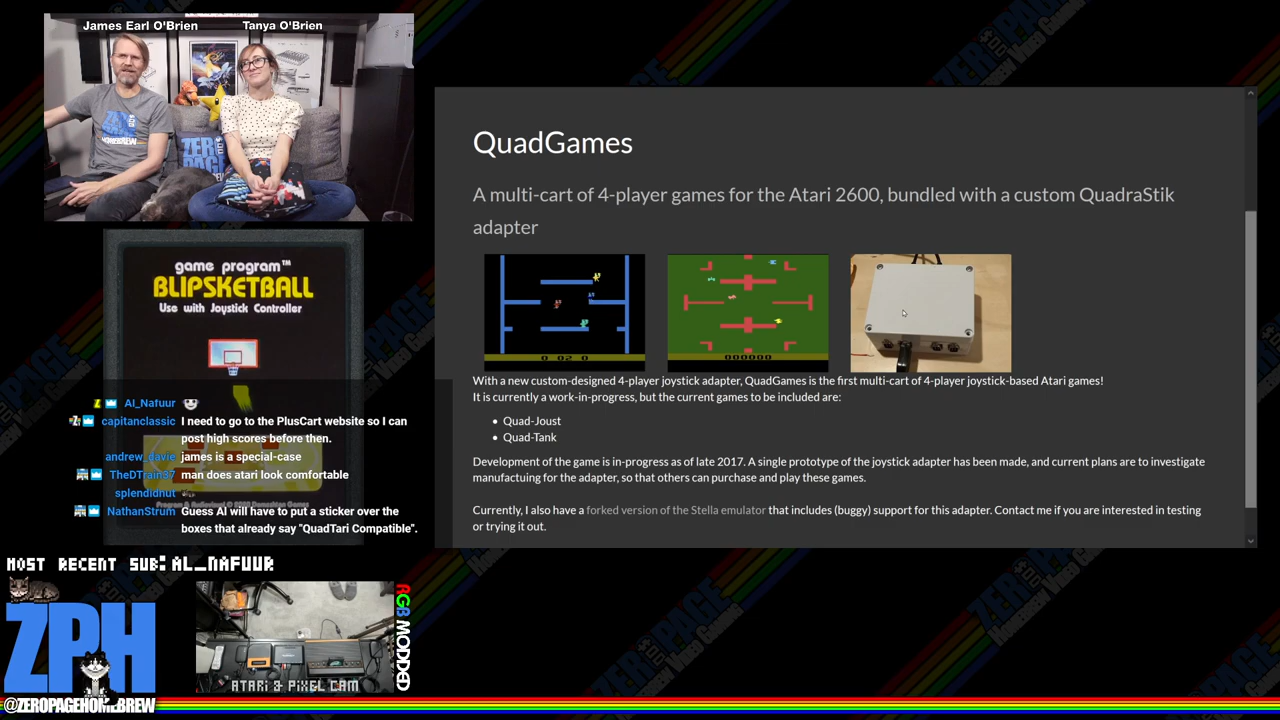 James Earl O'Brien
Tanya O'Brien
game program™
BLIPSKETBALL
Use with Joystick Controller
Al_Nafuur
capitanclassic I need to go to the PlusCart website so I can
post high scores before then.
andrew_davie james is a special-case
TheDTrain37 man does atari look comfortable
splendidnut
NathanStrum Guess Al will have to put a sticker over the
boxes that already say "QuadTari Compatible".
MOST RECENT SUB: AL_NAFUUR
ZPH
@ZEROPAGEHOMEBREW
RGB MODDED
ATARI & PIXEL CAM
QuadGames
A multi-cart of 4-player games for the Atari 2600, bundled with a custom QuadraStik
adapter
0 02 0
000000
With a new custom-designed 4-player joystick adapter, QuadGames is the first multi-cart of 4-player joystick-based Atari games!
It is currently a work-in-progress, but the current games to be included are:
• Quad-Joust
• Quad-Tank
Development of the game is in-progress as of late 2017. A single prototype of the joystick adapter has been made, and current plans are to investigate
manufactuing for the adapter, so that others can purchase and play these games.
Currently, I also have a forked version of the Stella emulator that includes (buggy) support for this adapter. Contact me if you are interested in testing
or trying it out.